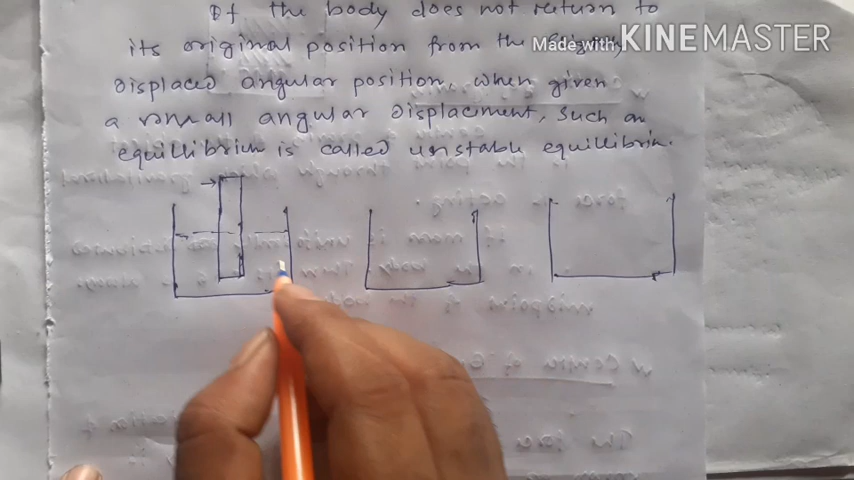 If the body does not return to
its original position from the
Made with KINEMASTER
displaced angular position, when given
a small angular displacement, such an
equillibrium is called unstable equilibrium.